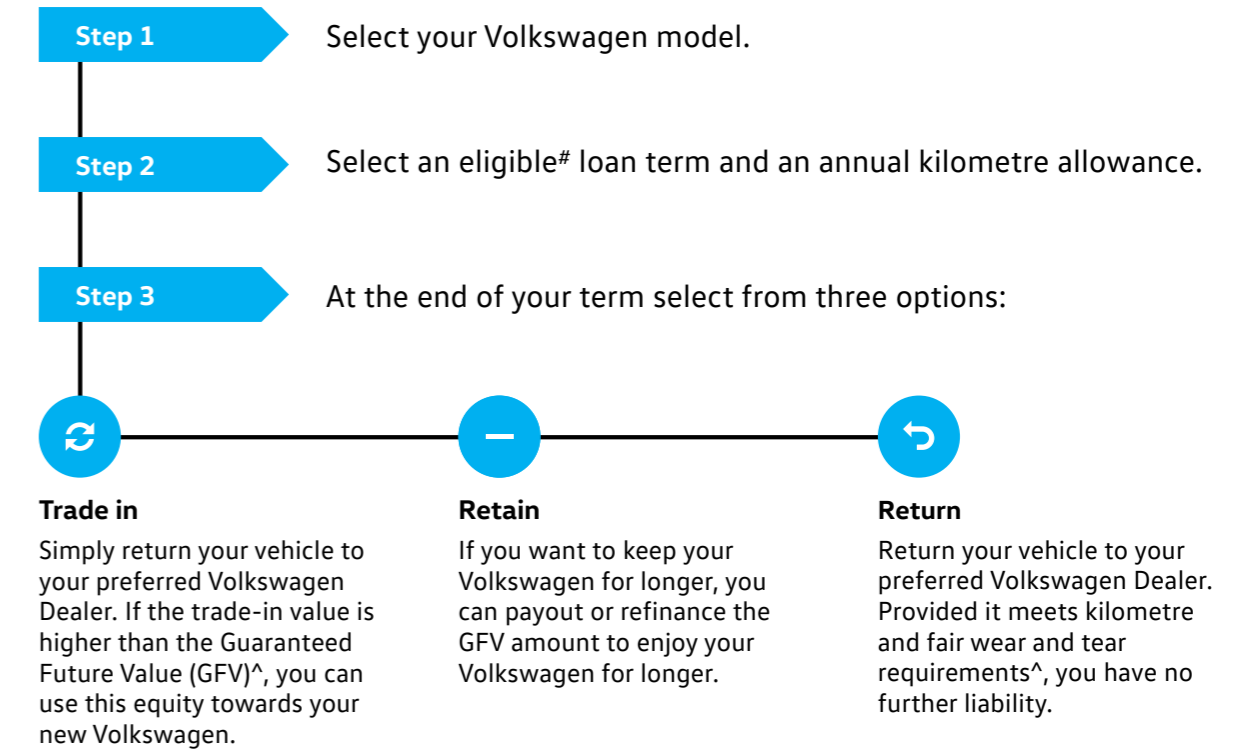 Step 1
Select your Volkswagen model.
Step 2
Select an eligible# loan term and an annual kilometre allowance.
Step 3
At the end of your term select from three options:
Trade in
Simply return your vehicle to
your preferred Volkswagen
Dealer. If the trade-in value is
higher than the Guaranteed
Future Value (GFV)^, you can
use this equity towards your
new Volkswagen.
Retain
If you want to keep your
Volkswagen for longer, you
can payout or refinance the
GFV amount to enjoy your
Volkswagen for longer.
Return
Return your vehicle to your
preferred Volkswagen Dealer.
Provided it meets kilometre
and fair wear and tear
requirements^, you have no
further liability.